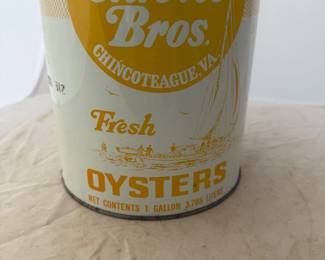 Bros.
CHINCOTEAGUE, VA.
Fresh
OYSTERS
NET CONTENTS 1 GALLON 3.785 LITERS